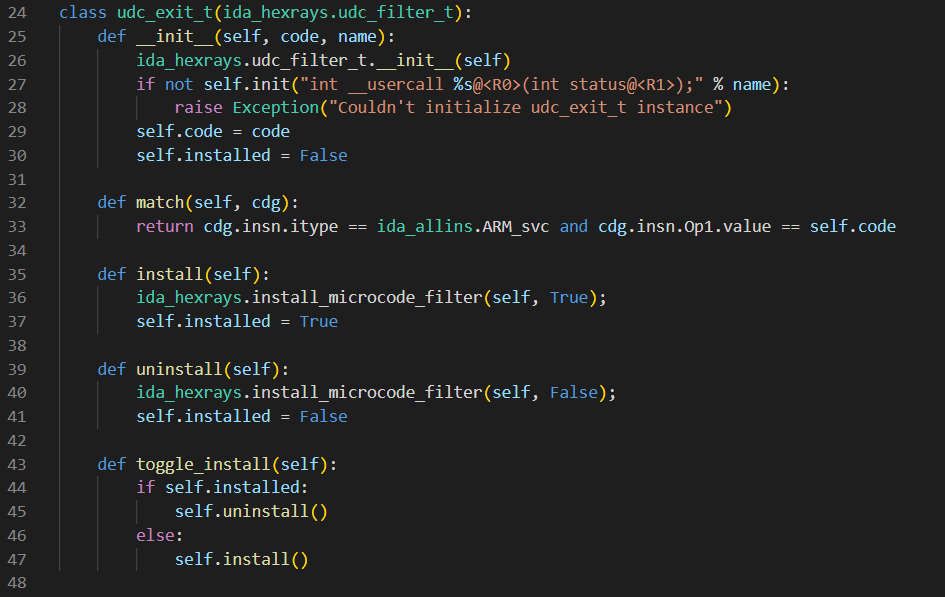 24 class udc_exit_t(ida_hexrays.udc_filter_t):
25     def __init__(self, code, name):
26         ida_hexrays.udc_filter_t.__init__(self)
27         if not self.init("int __usercall %s@<R0>(int status@<R1>);" % name):
28             raise Exception("Couldn't initialize udc_exit_t instance")
29         self.code = code
30         self.installed = False
31
32     def match(self, cdg):
33         return cdg.insn.itype == ida_allins.ARM_svc and cdg.insn.Op1.value == self.code
34
35     def install(self):
36         ida_hexrays.install_microcode_filter(self, True);
37         self.installed = True
38
39     def uninstall(self):
40         ida_hexrays.install_microcode_filter(self, False);
41         self.installed = False
42
43     def toggle_install(self):
44         if self.installed:
45             self.uninstall()
46         else:
47             self.install()
48